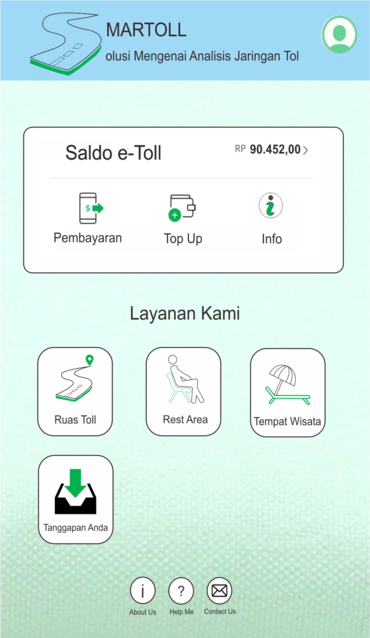 MARTOLL
olusi Mengenai Analisis Jaringan Tol
Saldo e-Toll
RP 90.452,00
Pembayaran
Top Up
Info
Layanan Kami
Ruas Toll
Rest Area
Tempat Wisata
Tanggapan Anda
About Us
Help Me
Contact Us